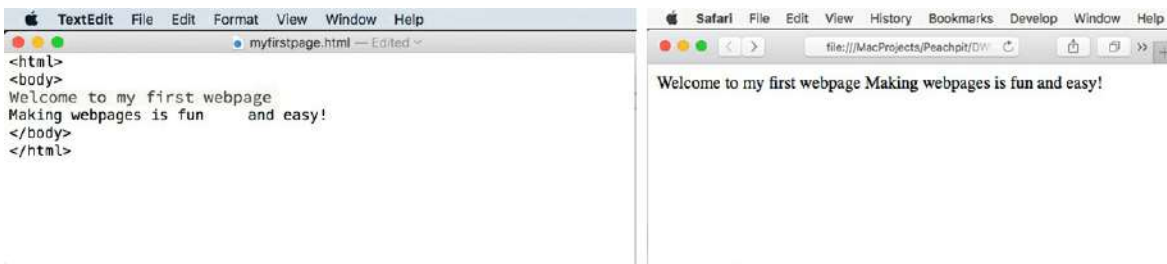 TextEdit File Edit Format View Window Help
myfirstpage.html — Edited
<html>
<body>
Welcome to my first webpage
Making webpages is fun    and easy!
</body>
</html>
Safari File Edit View History Bookmarks Develop Window Help
file:///MacProjects/Peachpit/DW
Welcome to my first webpage Making webpages is fun and easy!